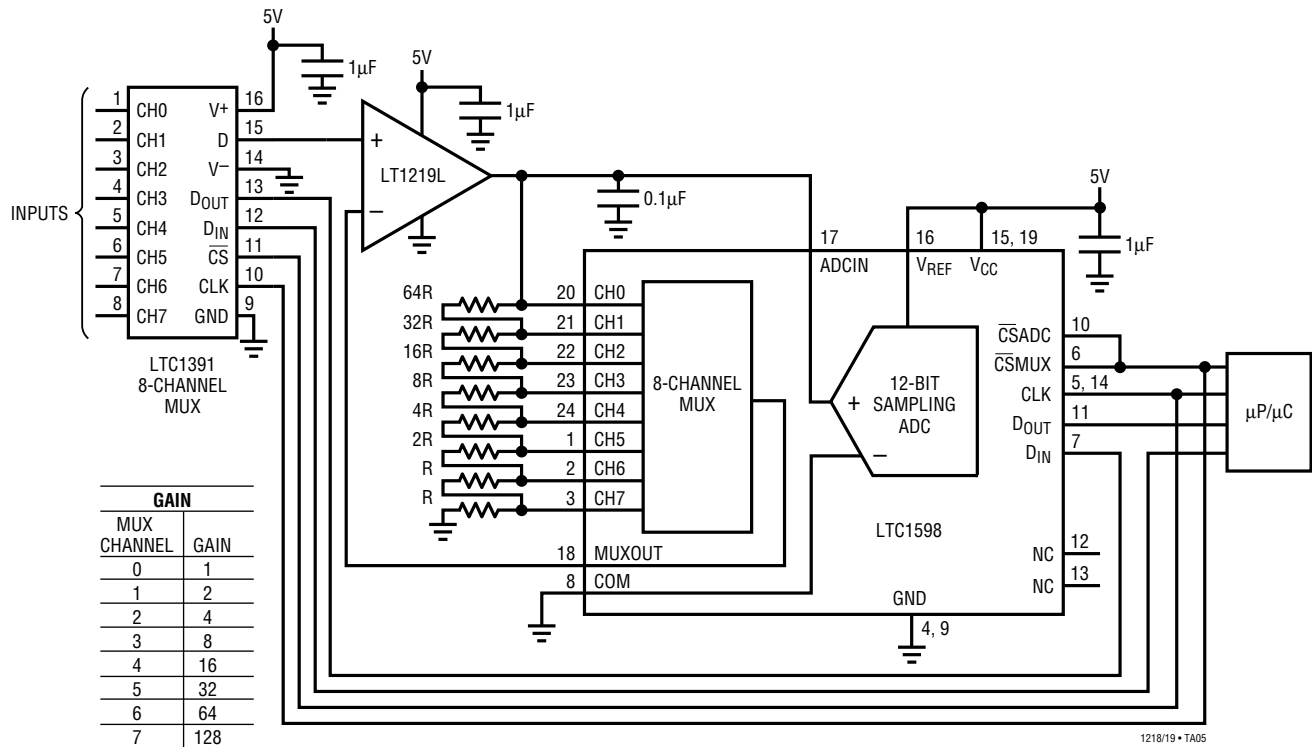 5V
1µF
5V
1µF
INPUTS
1 CH0 V+ 16
2 CH1 D 15
3 CH2 V– 14
4 CH3 DOUT 13
5 CH4 DIN 12
6 CH5 CS 11
7 CH6 CLK 10
8 CH7 GND 9
LTC1391
8-CHANNEL
MUX
+
LT1219L
–
0.1µF
5V
1µF
17
ADCIN
16
VREF
15, 19
VCC
64R 20 CH0
32R 21 CH1
16R 22 CH2
8R 23 CH3
4R 24 CH4
2R 1 CH5
R 2 CH6
R 3 CH7
8-CHANNEL
MUX
+
12-BIT
SAMPLING
ADC
–
CSADC 10
CSMUX 6
CLK 5, 14
DOUT 11
DIN 7
µP/µC
LTC1598
NC 12
NC 13
18 MUXOUT
8 COM
GND
4, 9
GAIN
MUX
CHANNEL GAIN
0 1
1 2
2 4
3 8
4 16
5 32
6 64
7 128
1218/19 • TA05